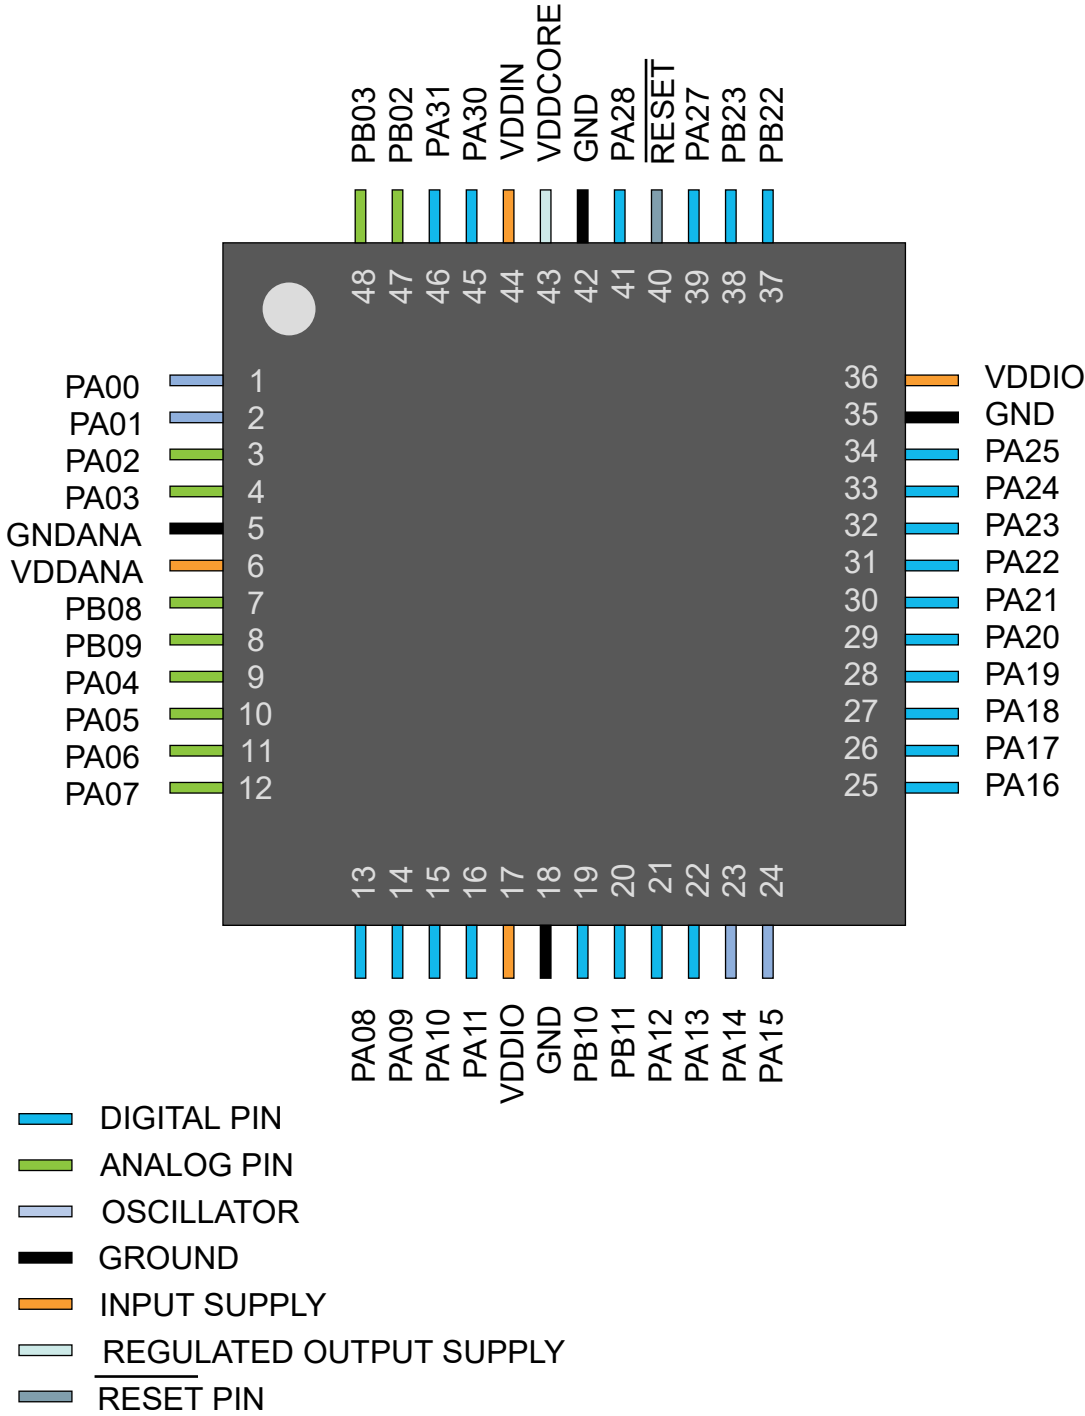 PB03 PB02 PA31 PA30 VDDIN VDDCORE GND PA28 RESET PA27 PB23 PB22
48 47 46 45 44 43 42 41 40 39 38 37
PA00 1 36 VDDIO
PA01 2 35 GND
PA02 3 34 PA25
PA03 4 33 PA24
GNDANA 5 32 PA23
VDDANA 6 31 PA22
PB08 7 30 PA21
PB09 8 29 PA20
PA04 9 28 PA19
PA05 10 27 PA18
PA06 11 26 PA17
PA07 12 25 PA16
13 14 15 16 17 18 19 20 21 22 23 24
PA08 PA09 PA10 PA11 VDDIO GND PB10 PB11 PA12 PA13 PA14 PA15
DIGITAL PIN
ANALOG PIN
OSCILLATOR
GROUND
INPUT SUPPLY
REGULATED OUTPUT SUPPLY
RESET PIN